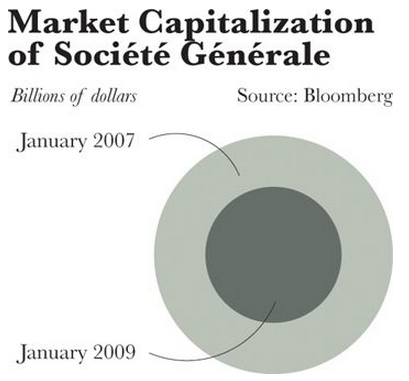 Market Capitalization
of Société Générale
Billions of dollars
Source: Bloomberg
January 2007
January 2009